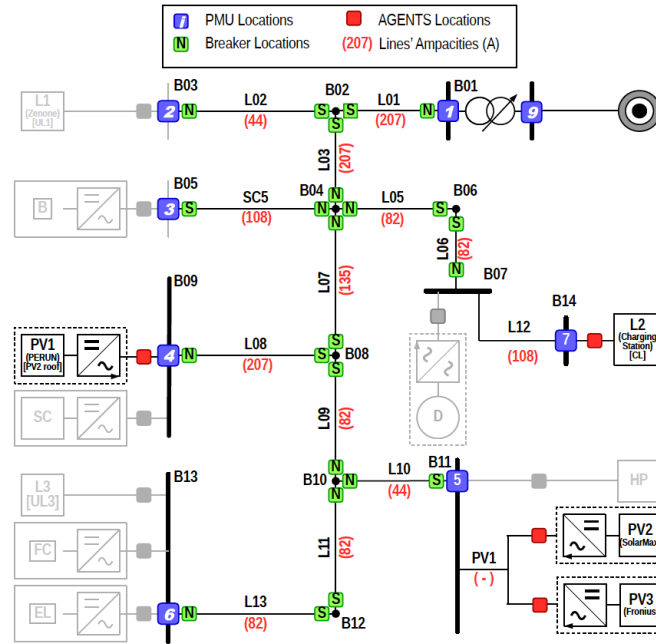 i PMU Locations
AGENTS Locations
N Breaker Locations
(207) Lines' Ampacities (A)
B03
B02
B01
L1
(Zenone)
[UL1]
2 N
L02
(44)
S S
S
L01
(207)
N 1
9
L03
(207)
B05
B
3 S
SC5
(108)
B04
N
N N
N
L05
(82)
S
B06
S
L06
(82)
N
B07
B09
L07
(135)
B14
L12
(108)
7
L2
(Charging
Station)
[CL]
PV1
(PERUN)
[PV2 roof]
4 N
L08
(207)
S
S
S
B08
SC
D
L09
(82)
B13
L3
[UL3]
B10
N
N
N
L10
(44)
B11
S 5
HP
FC
L11
(82)
PV1
( - )
PV2
(SolarMax)
EL
6 N
L13
(82)
S
S
B12
PV3
(Fronius)